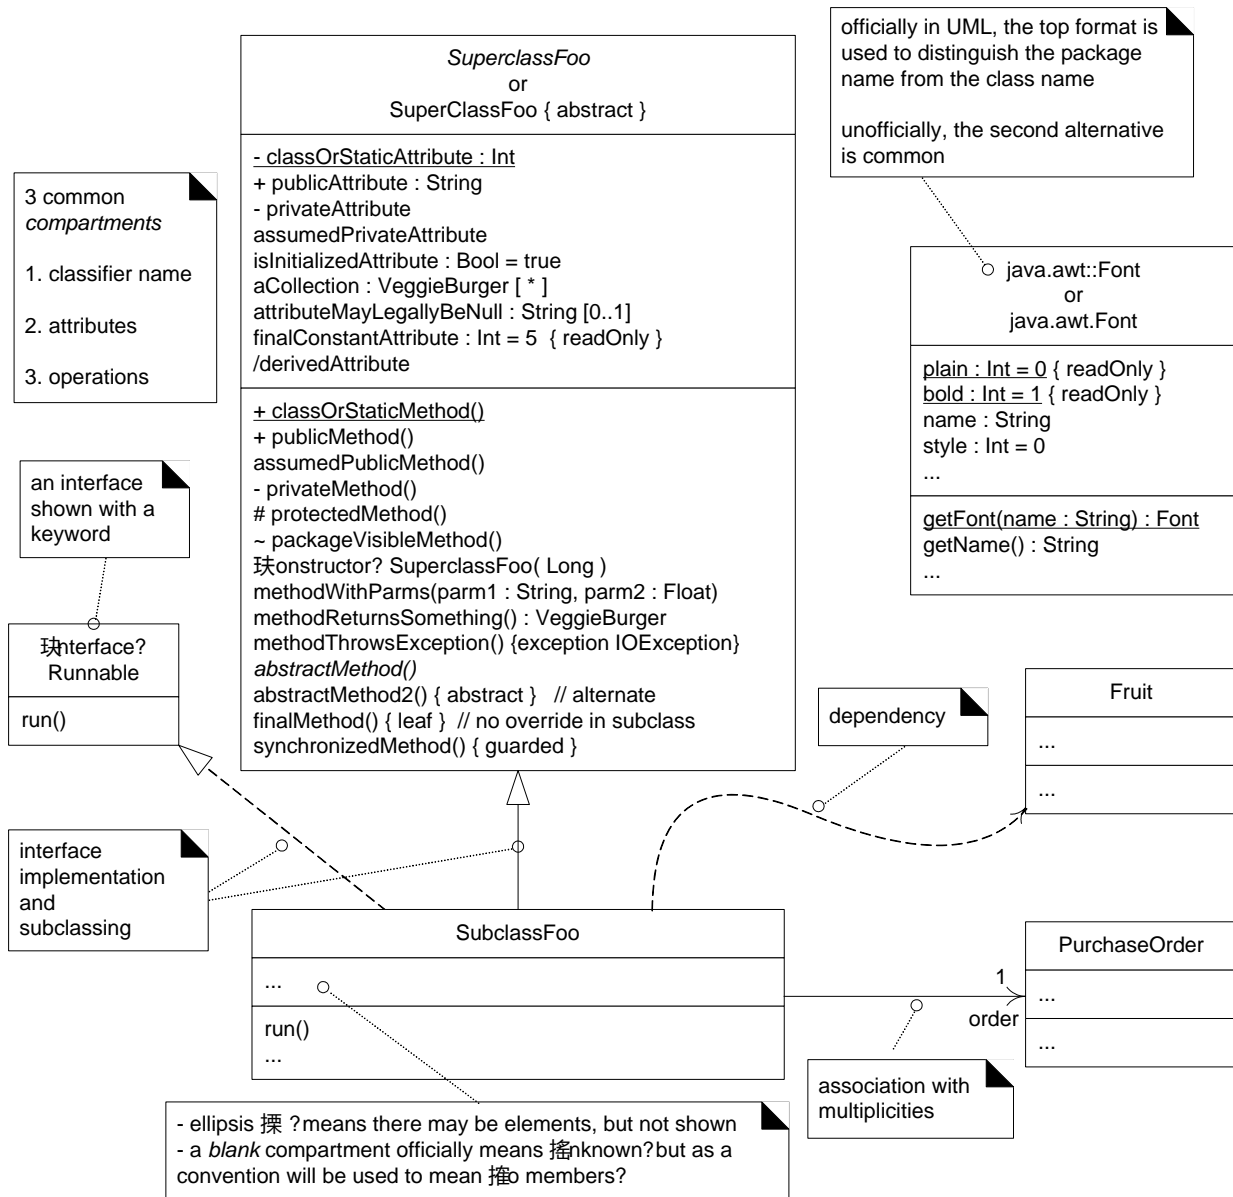 SuperclassFoo
or
SuperClassFoo { abstract }
- classOrStaticAttribute : Int
+ publicAttribute : String
- privateAttribute
assumedPrivateAttribute
isInitializedAttribute : Bool = true
aCollection : VeggieBurger [ * ]
attributeMayLegallyBeNull : String [0..1]
finalConstantAttribute : Int = 5 { readOnly }
/derivedAttribute
+ classOrStaticMethod()
+ publicMethod()
assumedPublicMethod()
- privateMethod()
# protectedMethod()
~ packageVisibleMethod()
玞onstructor? SuperclassFoo( Long )
methodWithParms(parm1 : String, parm2 : Float)
methodReturnsSomething() : VeggieBurger
methodThrowsException() {exception IOException}
abstractMethod()
abstractMethod2() { abstract } // alternate
finalMethod() { leaf } // no override in subclass
synchronizedMethod() { guarded }
officially in UML, the top format is
used to distinguish the package
name from the class name
unofficially, the second alternative
is common
3 common
compartments
1. classifier name
2. attributes
3. operations
java.awt::Font
or
java.awt.Font
plain : Int = 0 { readOnly }
bold : Int = 1 { readOnly }
name : String
style : Int = 0
...
getFont(name : String) : Font
getName() : String
...
an interface
shown with a
keyword
玦nterface?
Runnable
run()
dependency
Fruit
...
...
interface
implementation
and
subclassing
SubclassFoo
...
run()
...
1
order
PurchaseOrder
...
...
association with
multiplicities
- ellipsis 搮 ?means there may be elements, but not shown
- a blank compartment officially means 搖nknown?but as a
convention will be used to mean 搉o members?